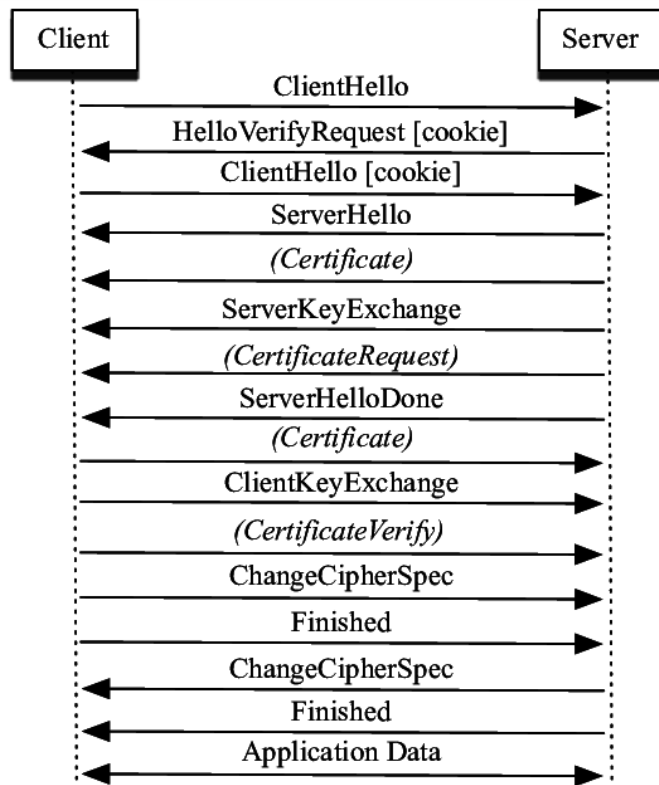 Client
Server
ClientHello
HelloVerifyRequest [cookie]
ClientHello [cookie]
ServerHello
(Certificate)
ServerKeyExchange
(CertificateRequest)
ServerHelloDone
(Certificate)
ClientKeyExchange
(CertificateVerify)
ChangeCipherSpec
Finished
ChangeCipherSpec
Finished
Application Data